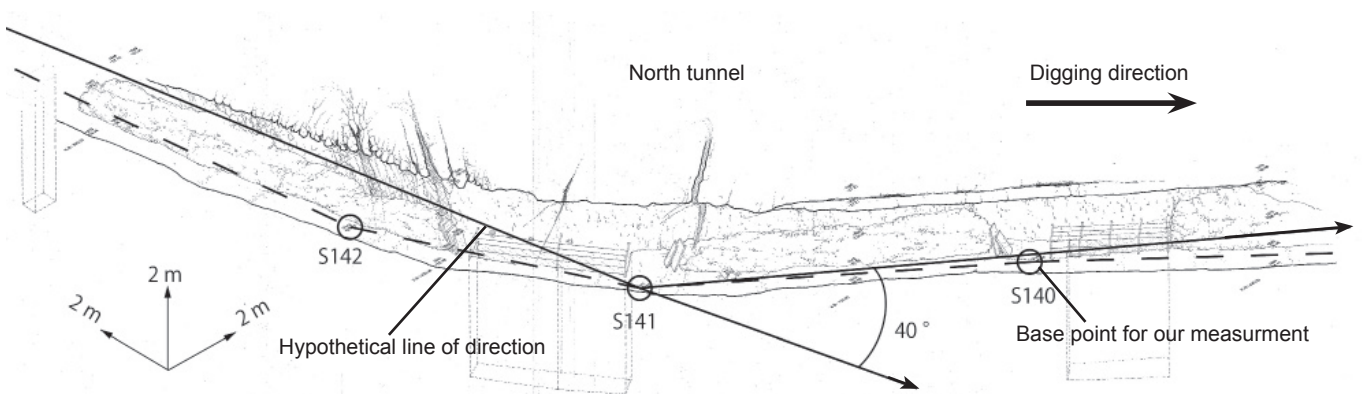 North tunnel
Digging direction
S142
S141
S140
2 m
2 m
2 m
40 °
Hypothetical line of direction
Base point for our measurment